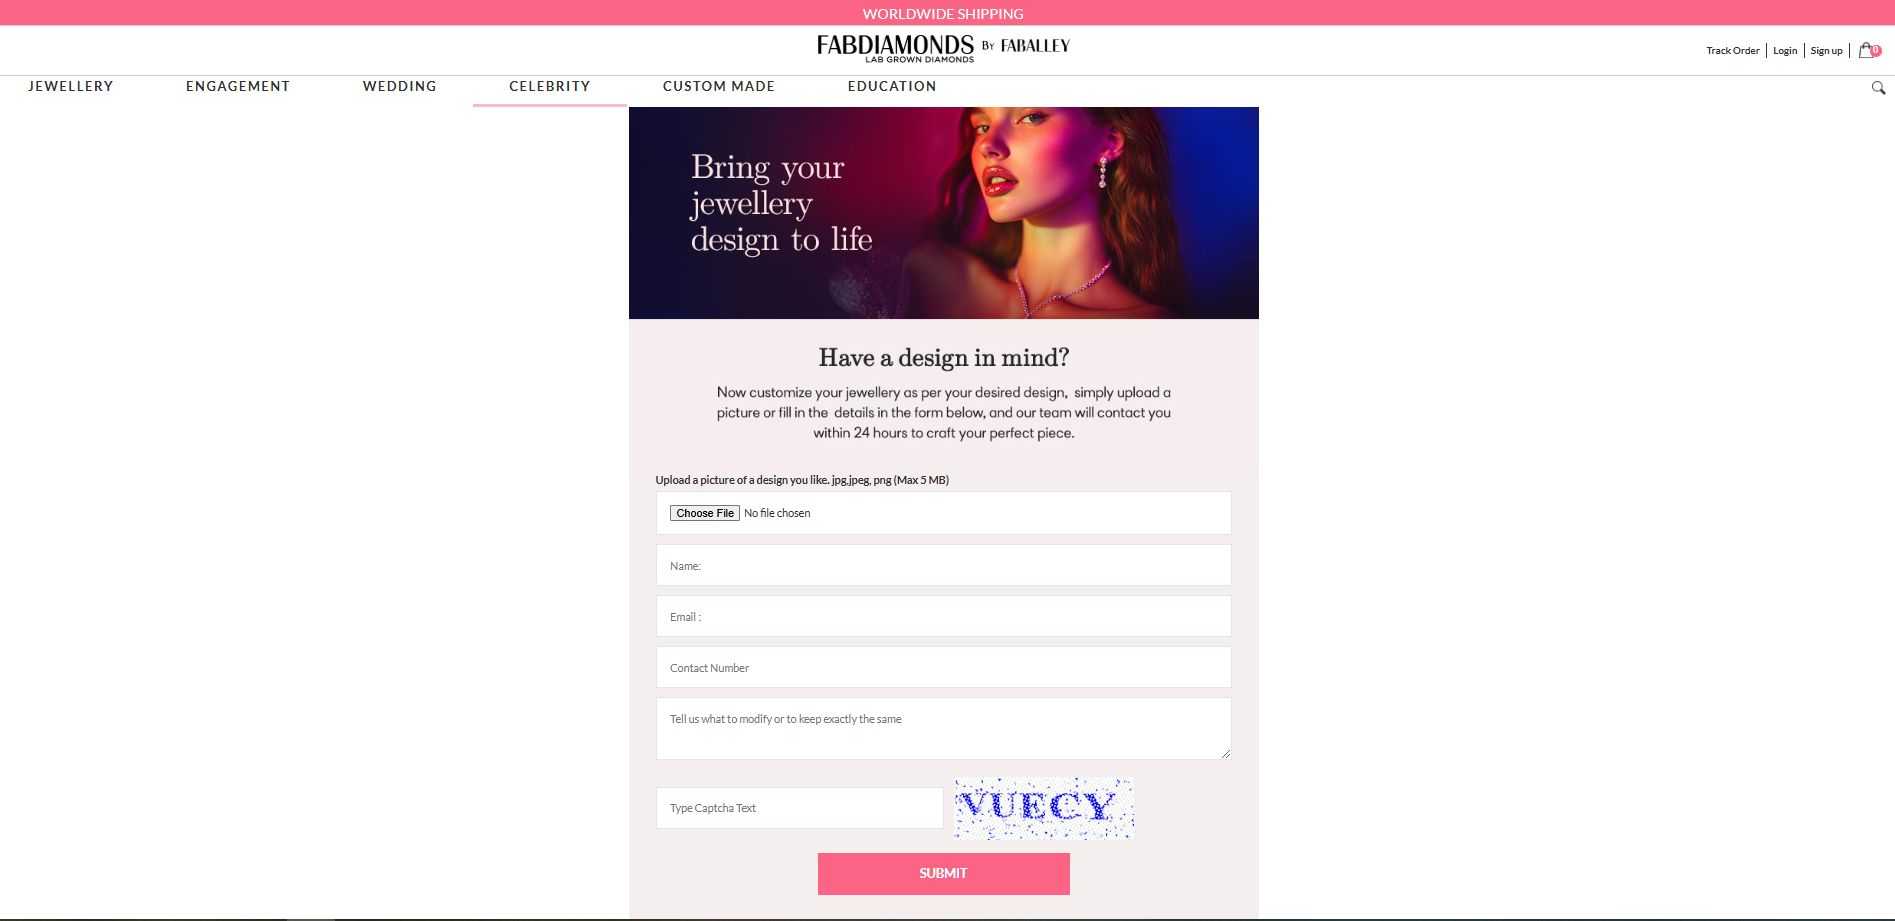 WORLDWIDE SHIPPING
FABDIAMONDS By FABALLEY
LAB GROWN DIAMONDS
Track Order | Login | Sign up | 0
JEWELLERY ENGAGEMENT WEDDING CELEBRITY CUSTOM MADE EDUCATION
Bring your
jewellery
design to life
Have a design in mind?
Now customize your jewellery as per your desired design, simply upload a
picture or fill in the details in the form below, and our team will contact you
within 24 hours to craft your perfect piece.
Upload a picture of a design you like. jpg,jpeg, png (Max 5 MB)
Choose File No file chosen
Name:
Email :
Contact Number
Tell us what to modify or to keep exactly the same
Type Captcha Text VUECY
SUBMIT